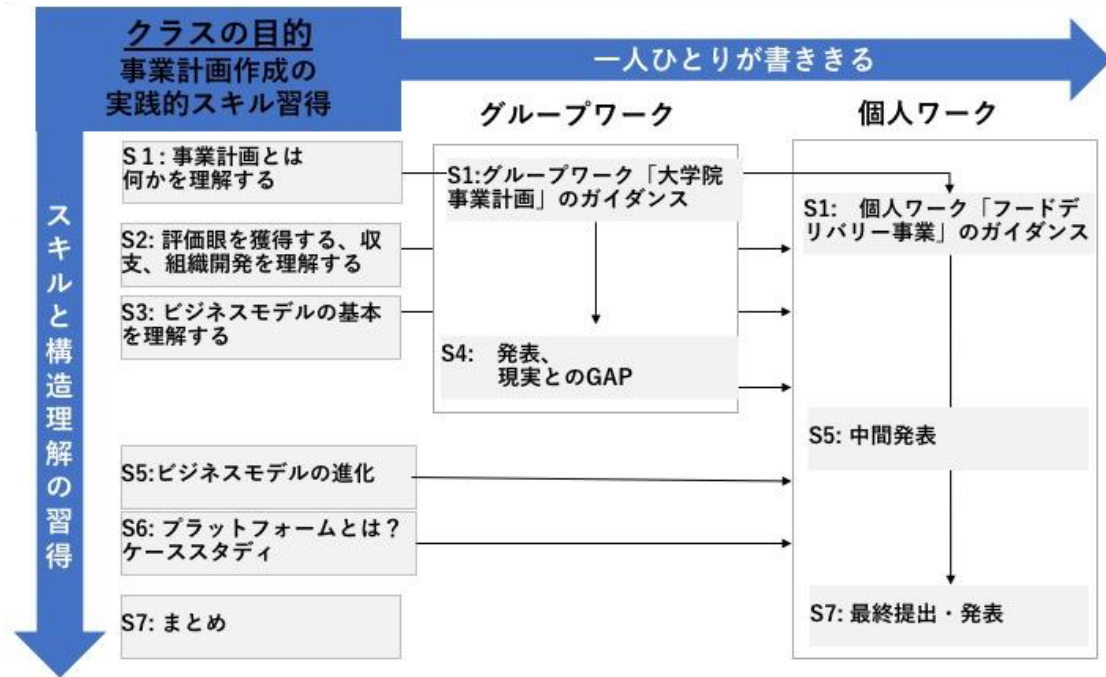 クラスの目的
事業計画作成の
実践的スキル習得
一人ひとりが書ききる
グループワーク
個人ワーク
スキルと構造理解の習得
S1:事業計画とは
何かを理解する
S2: 評価眼を獲得する、収
支、組織開発を理解する
S3: ビジネスモデルの基本
を理解する
S5:ビジネスモデルの進化
S6: プラットフォームとは?
ケーススタディ
S7: まとめ
S1:グループワーク「大学院
事業計画」のガイダンス
S4: 発表、
現実とのGAP
S1: 個人ワーク「フードデ
リバリー事業」のガイダンス
S5: 中間発表
S7: 最終提出・発表